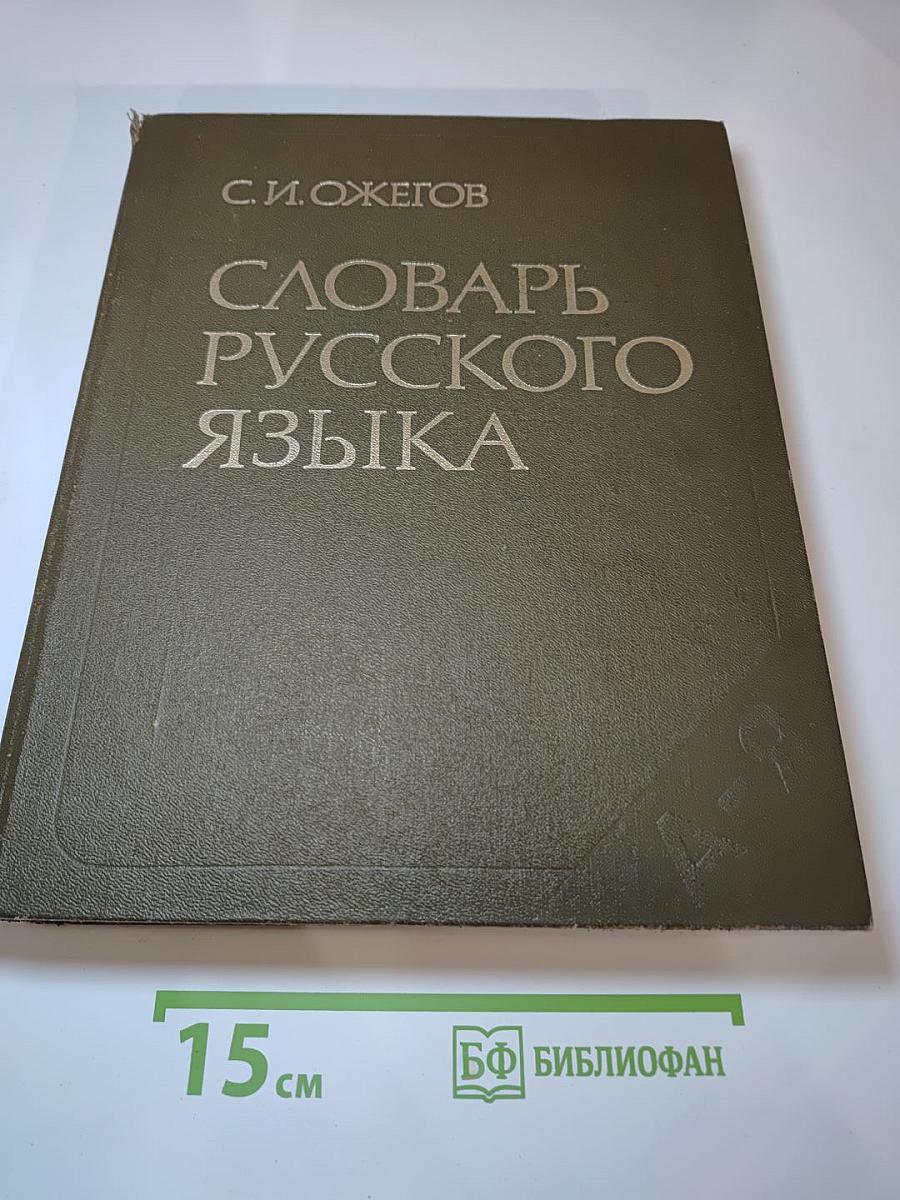 С. И. ОЖЕГОВ
СЛОВАРЬ
РУССКОГО
ЯЗЫКА
А-Я
15 см
БФ БИБЛИОФАН